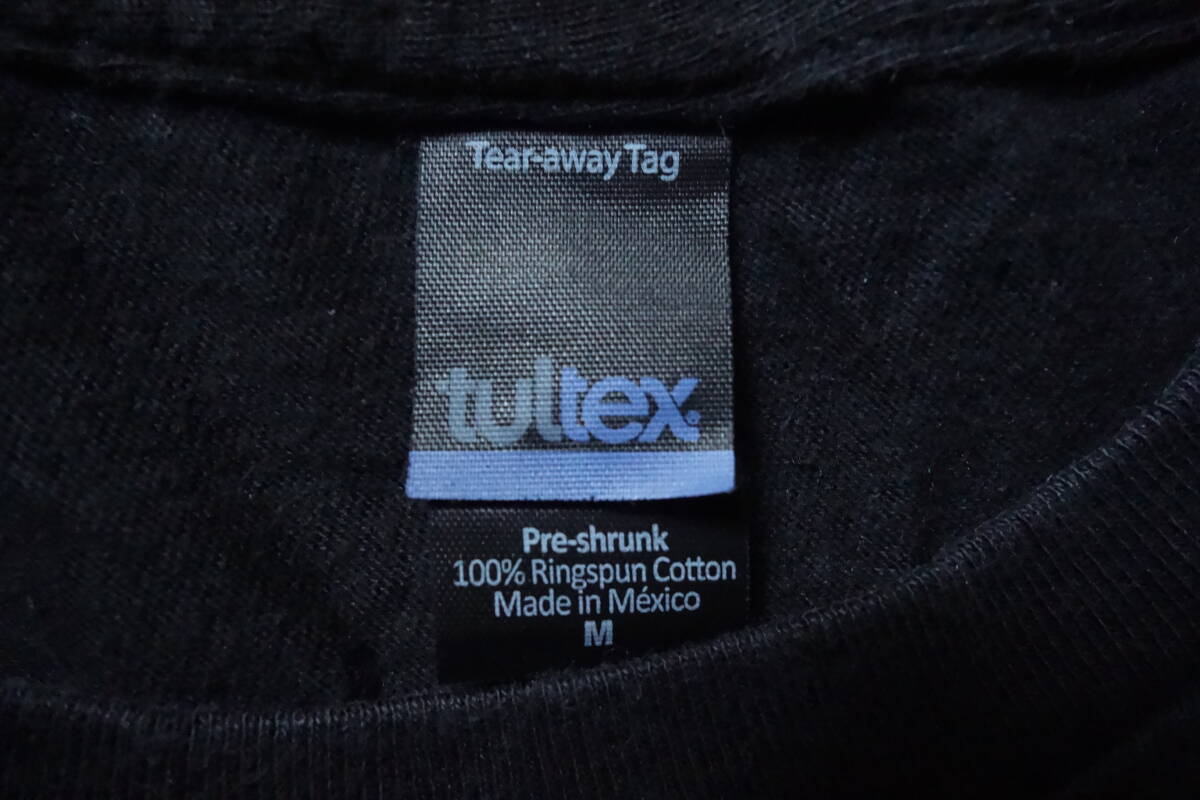 Tear-away Tag
tultex
Pre-shrunk
100% Ringspun Cotton
Made in México
M